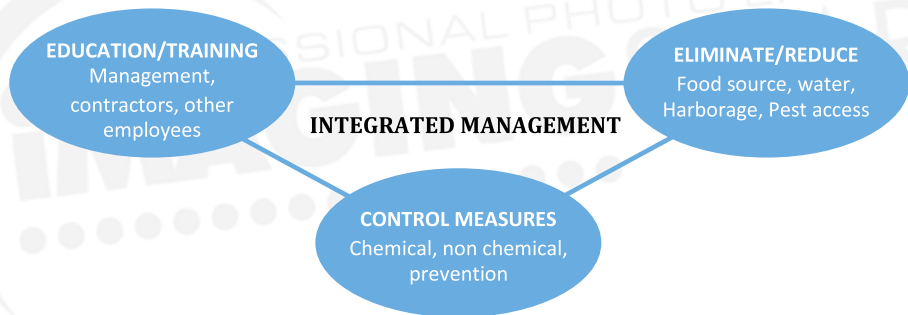 EDUCATION/TRAINING
Management,
contractors, other
employees
ELIMINATE/REDUCE
Food source, water,
Harborage, Pest access
INTEGRATED MANAGEMENT
CONTROL MEASURES
Chemical, non chemical,
prevention